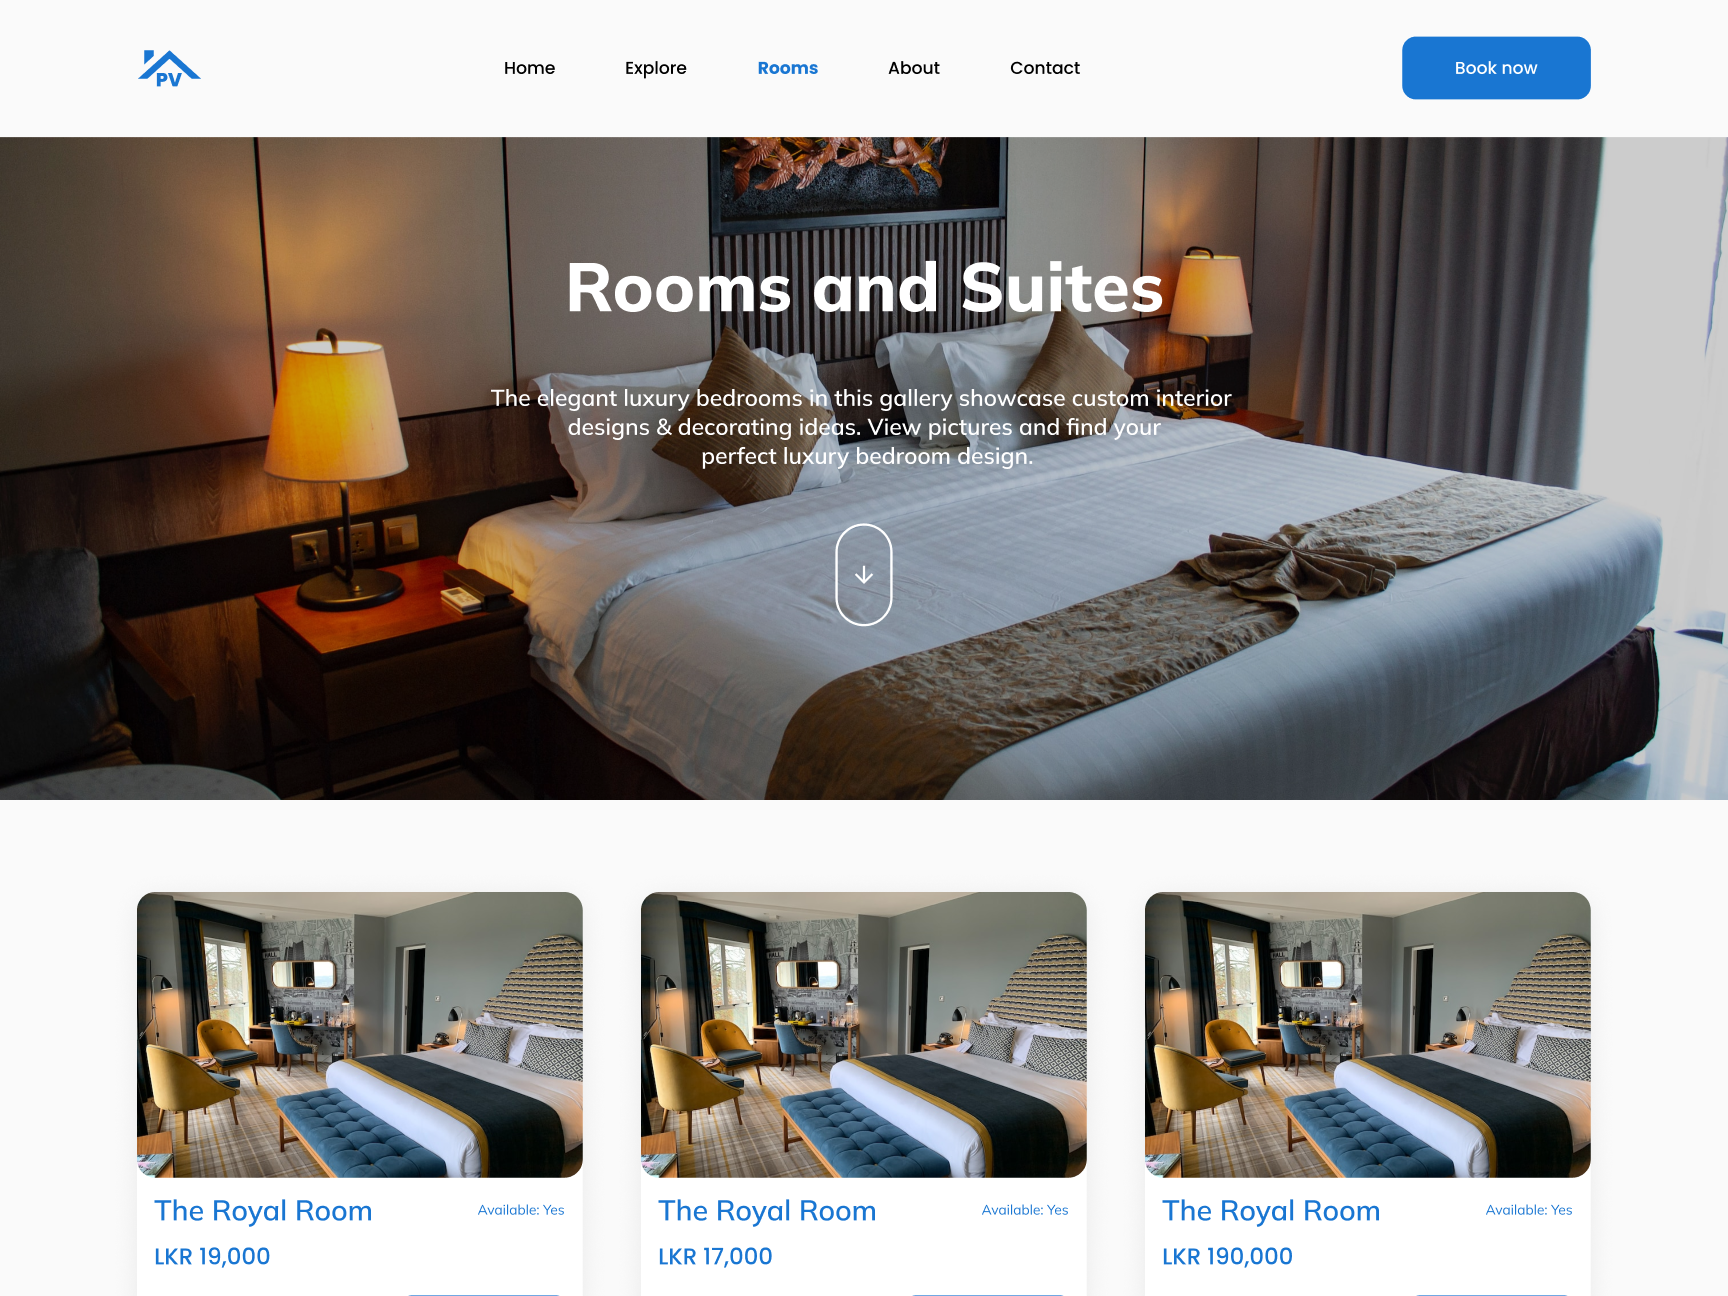 PV
Home Explore Rooms About Contact Book now
Rooms and Suites
The elegant luxury bedrooms in this gallery showcase custom interior
designs & decorating ideas. View pictures and find your
perfect luxury bedroom design.
The Royal Room Available: Yes
LKR 19,000
The Royal Room Available: Yes
LKR 17,000
The Royal Room Available: Yes
LKR 190,000